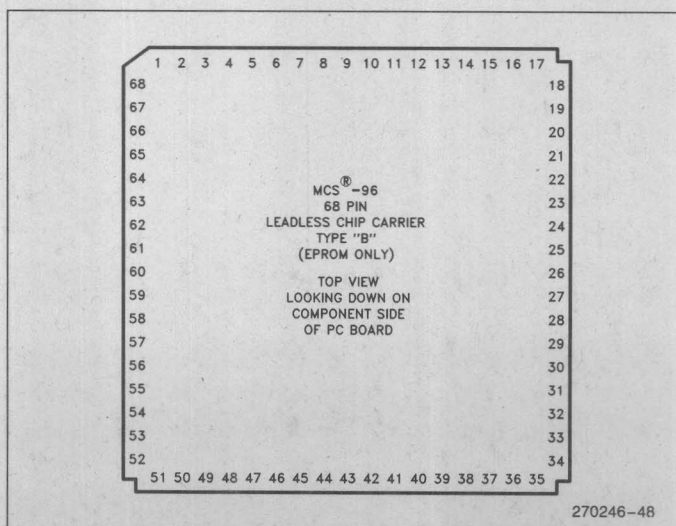 1 2 3 4 5 6 7 8 9 10 11 12 13 14 15 16 17
68 18
67 19
66 20
65 21
64 22
63 23
62 24
61 25
60 26
59 27
58 28
57 29
56 30
55 31
54 32
53 33
52 34
MCS®-96
68 PIN
LEADLESS CHIP CARRIER
TYPE "B"
(EPROM ONLY)
TOP VIEW
LOOKING DOWN ON
COMPONENT SIDE
OF PC BOARD
51 50 49 48 47 46 45 44 43 42 41 40 39 38 37 36 35
270246-48